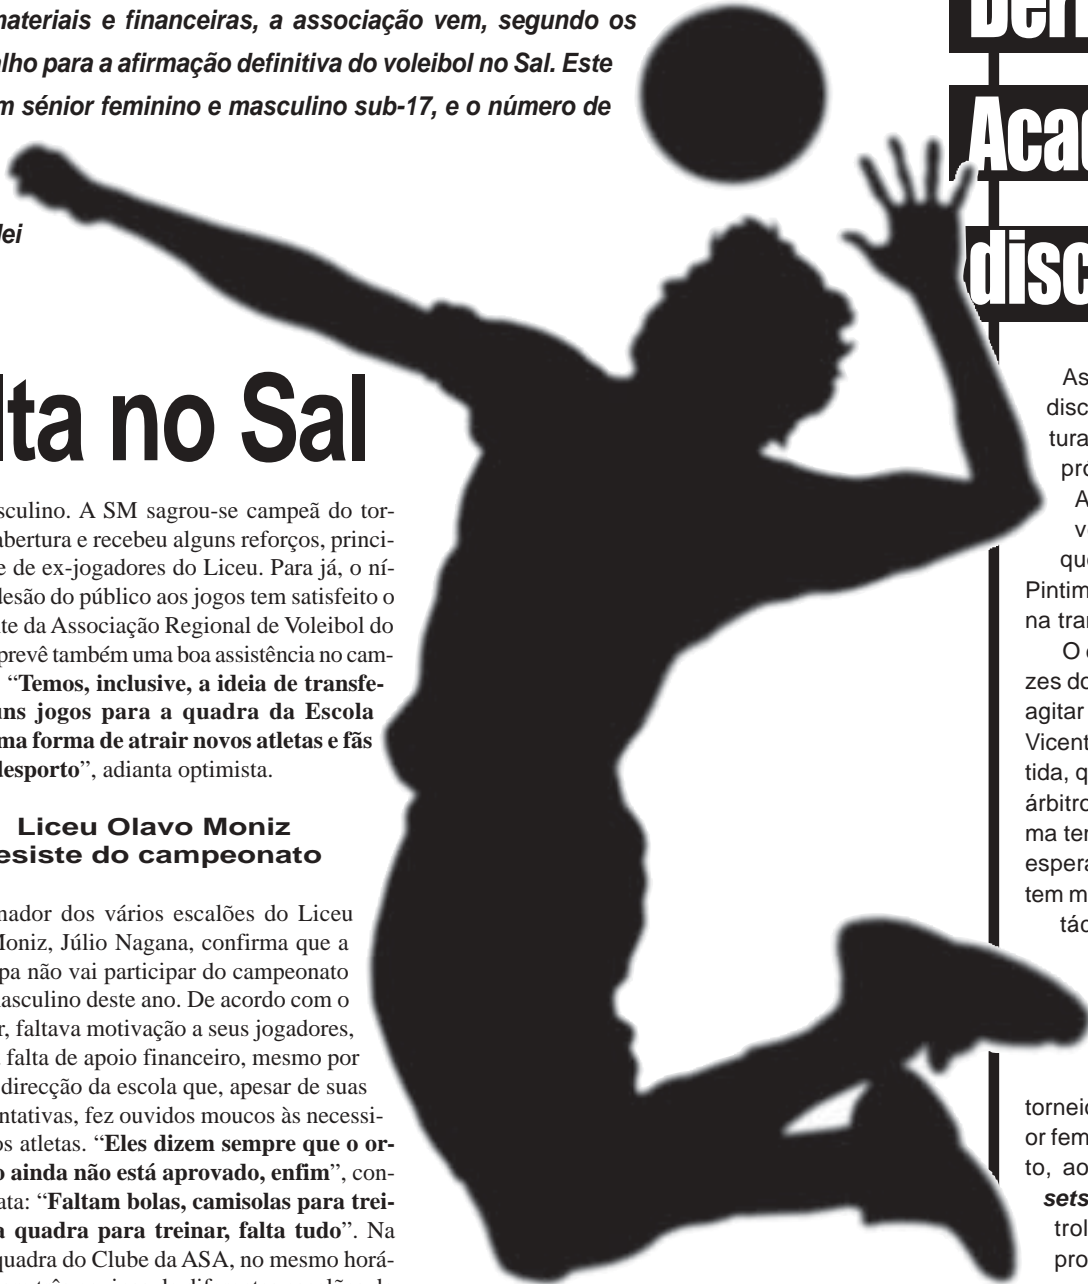 materiais e financeiras, a associação vem, segundo os
alho para a afirmação definitiva do voleibol no Sal. Este
m sénior feminino e masculino sub-17, e o número de
lei
lta no Sal
sculino. A SM sagrou-se campeã do tor-
abertura e recebeu alguns reforços, princi-
e de ex-jogadores do Liceu. Para já, o ní-
desão do público aos jogos tem satisfeito o
nte da Associação Regional de Voleibol do
prevê também uma boa assistência no cam-
“Temos, inclusive, a ideia de transfe-
uns jogos para a quadra da Escola
ma forma de atrair novos atletas e fãs
desporto”, adianta optimista.
Liceu Olavo Moniz
esiste do campeonato
nador dos vários escalões do Liceu
Moniz, Júlio Nagana, confirma que a
pa não vai participar do campeonato
masculino deste ano. De acordo com o
r, faltava motivação a seus jogadores,
falta de apoio financeiro, mesmo por
direcção da escola que, apesar de suas
ntativas, fez ouvidos moucos às necessi-
os atletas. “Eles dizem sempre que o or-
o ainda não está aprovado, enfim”, con-
ata: “Faltam bolas, camisolas para trei-
a quadra para treinar, falta tudo”. Na
quadra do Clube da ASA, no mesmo horá-
Acad
disc
As
disc
tura
pró
A
v
que
Pintim
na tran
O
zes do
agitar
Vicent
tida, q
árbitro
ma ten
espera
tem m
tác
torneio
or fem
to, ao
sets
trol
pro